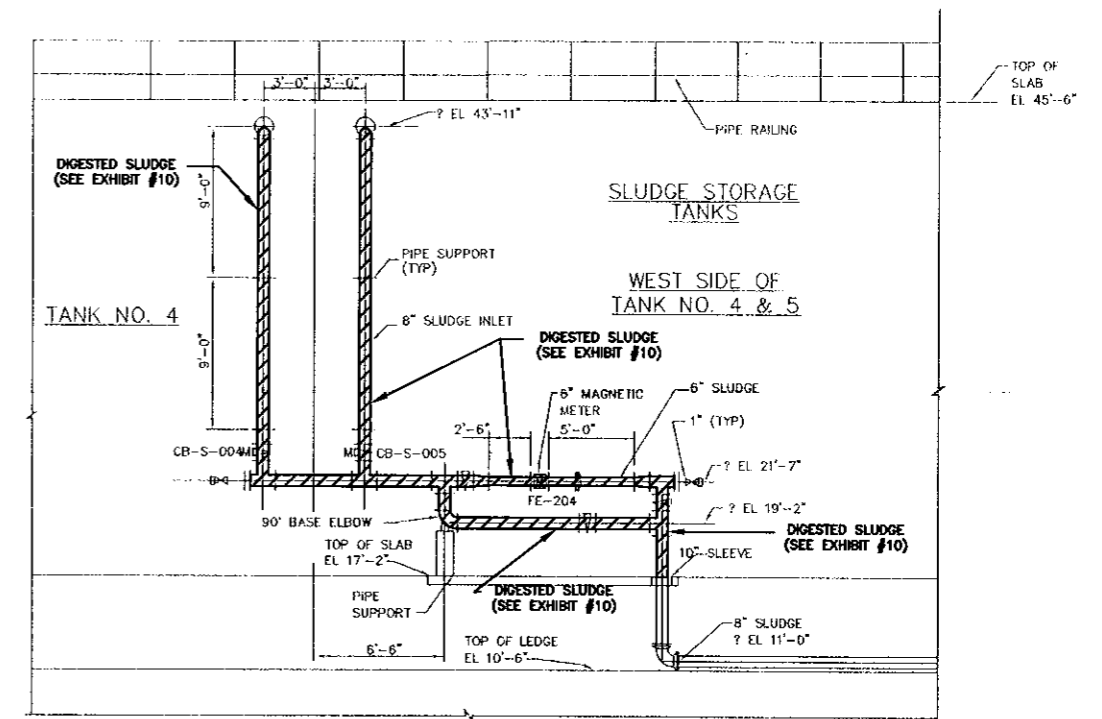 3'-0"
3'-0"
TOP OF
SLAB
EL 45'-6"
? EL 43'-11"
PIPE RAILING
DIGESTED SLUDGE
(SEE EXHIBIT #10)
9'-0"
SLUDGE STORAGE
TANKS
PIPE SUPPORT
(TYP)
WEST SIDE OF
TANK NO. 4 & 5
TANK NO. 4
8" SLUDGE INLET
DIGESTED SLUDGE
(SEE EXHIBIT #10)
9'-0"
6" MAGNETIC
METER
6" SLUDGE
1" (TYP)
2'-6"
5'-0"
CB-S-004
CB-S-005
? EL 21'-7"
FE-204
? EL 19'-2"
90' BASE ELBOW
DIGESTED SLUDGE
(SEE EXHIBIT #10)
TOP OF SLAB
EL 17'-2"
10" SLEEVE
PIPE
SUPPORT
DIGESTED SLUDGE
(SEE EXHIBIT #10)
8" SLUDGE
? EL 11'-0"
6'-6"
TOP OF LEDGE
EL 10'-6"